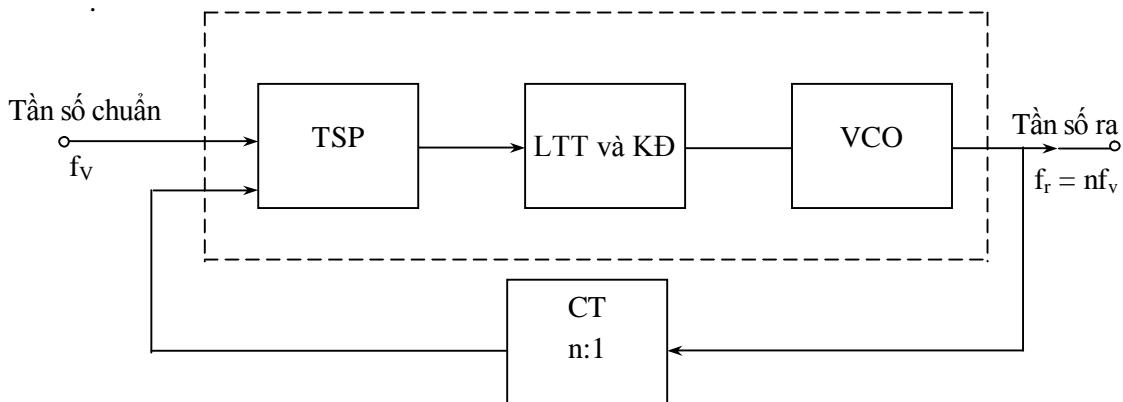 Tần số chuẩn
f_V
TSP
LTT và KĐ
VCO
Tần số ra
f_r = nf_v
CT
n:1